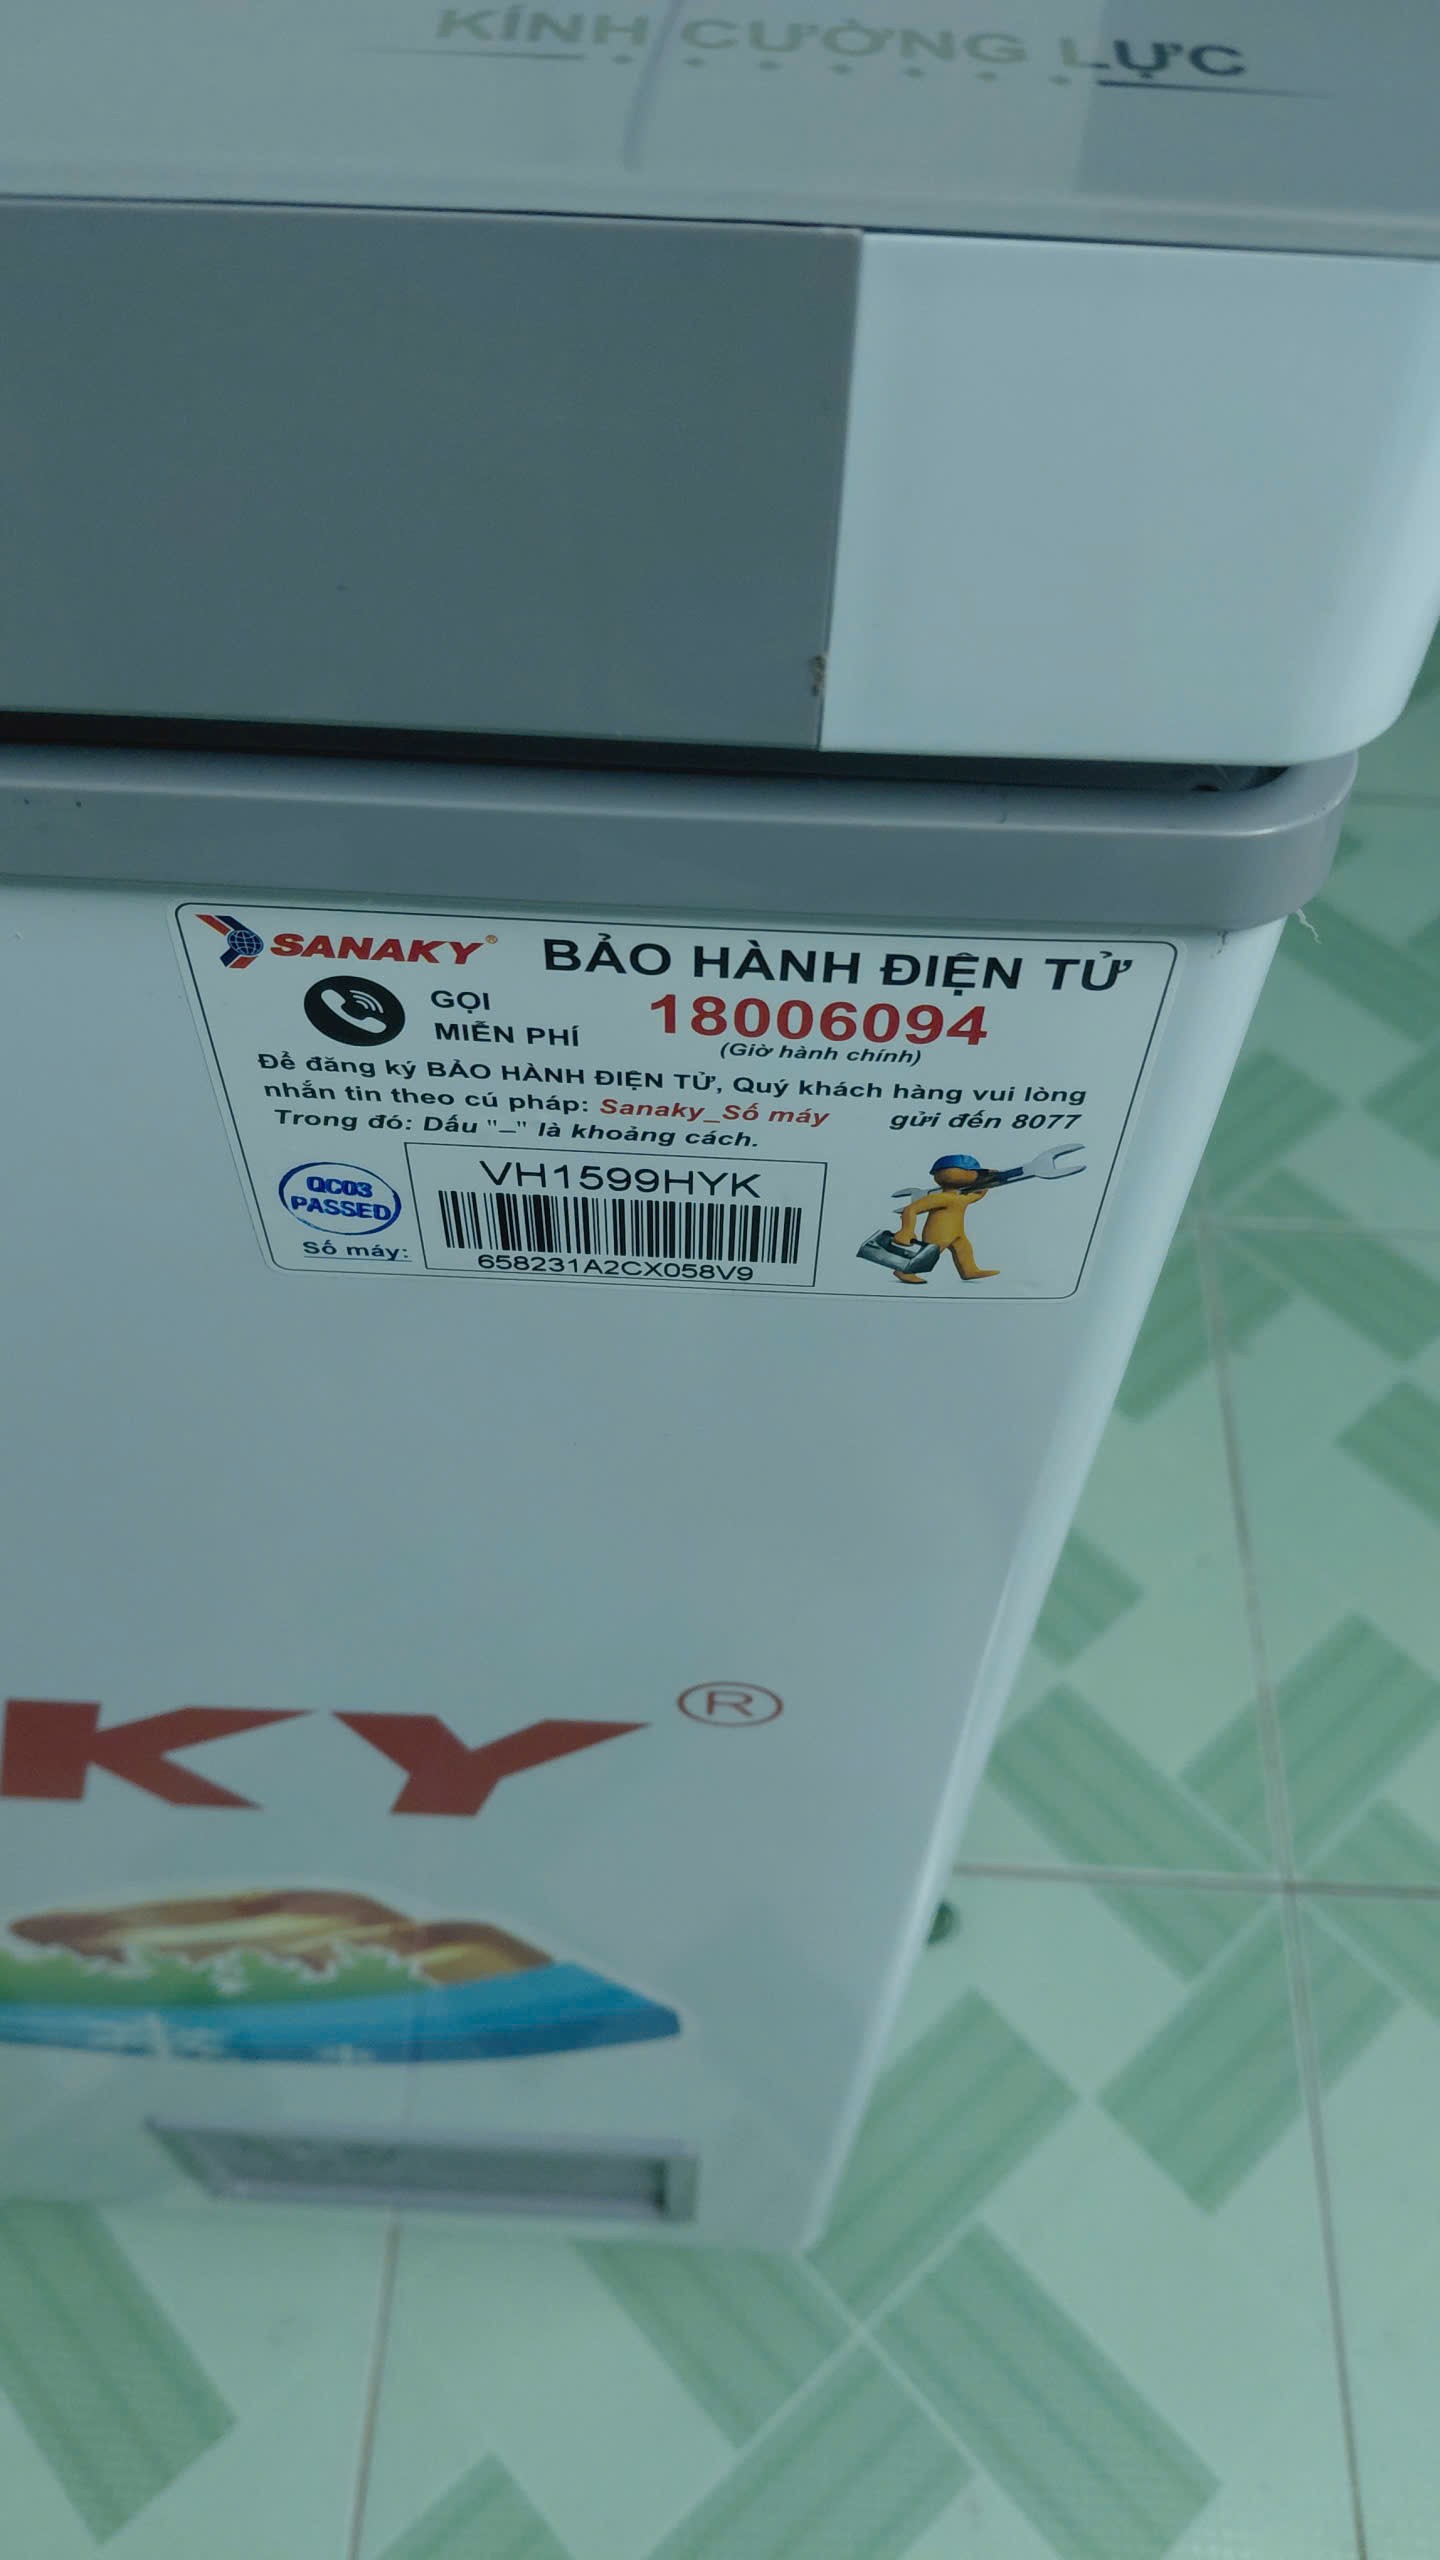 KÍNH CƯỜNG LỰC
SANAKY® BẢO HÀNH ĐIỆN TỬ
GỌI
MIỄN PHÍ
18006094
(Giờ hành chính)
Để đăng ký BẢO HÀNH ĐIỆN TỬ, Quý khách hàng vui lòng
nhắn tin theo cú pháp: Sanaky_Số máy gửi đến 8077
Trong đó: Dấu "_" là khoảng cách.
QC03
PASSED
Số máy:
VH1599HYK
658231A2CX058V9
KY®